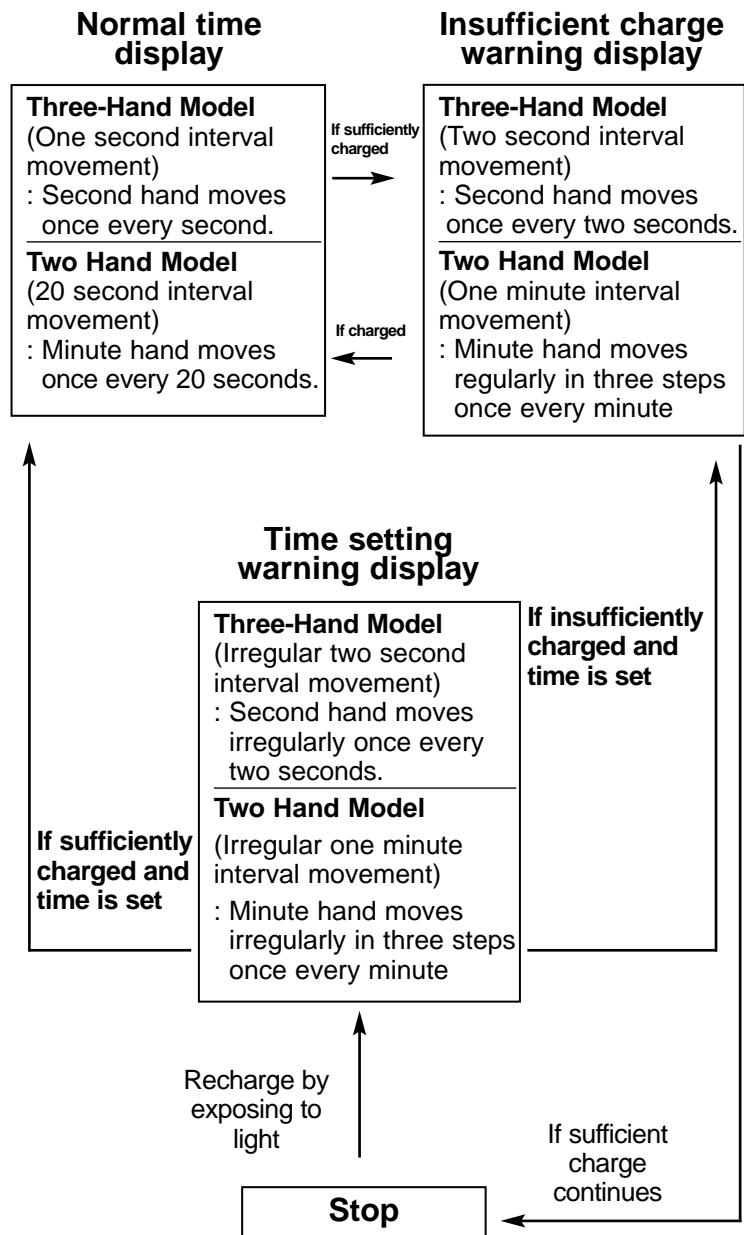 Normal time
display
Three-Hand Model
(One second interval
movement)
: Second hand moves
once every second.
Two Hand Model
(20 second interval
movement)
: Minute hand moves
once every 20 seconds.
If sufficiently
charged
If charged
Insufficient charge
warning display
Three-Hand Model
(Two second interval
movement)
: Second hand moves
once every two seconds.
Two Hand Model
(One minute interval
movement)
: Minute hand moves
regularly in three steps
once every minute
Time setting
warning display
Three-Hand Model
(Irregular two second
interval movement)
: Second hand moves
irregularly once every
two seconds.
Two Hand Model
(Irregular one minute
interval movement)
: Minute hand moves
irregularly in three steps
once every minute
If sufficiently
charged and
time is set
If insufficiently
charged and
time is set
Recharge by
exposing to
light
If sufficient
charge
continues
Stop